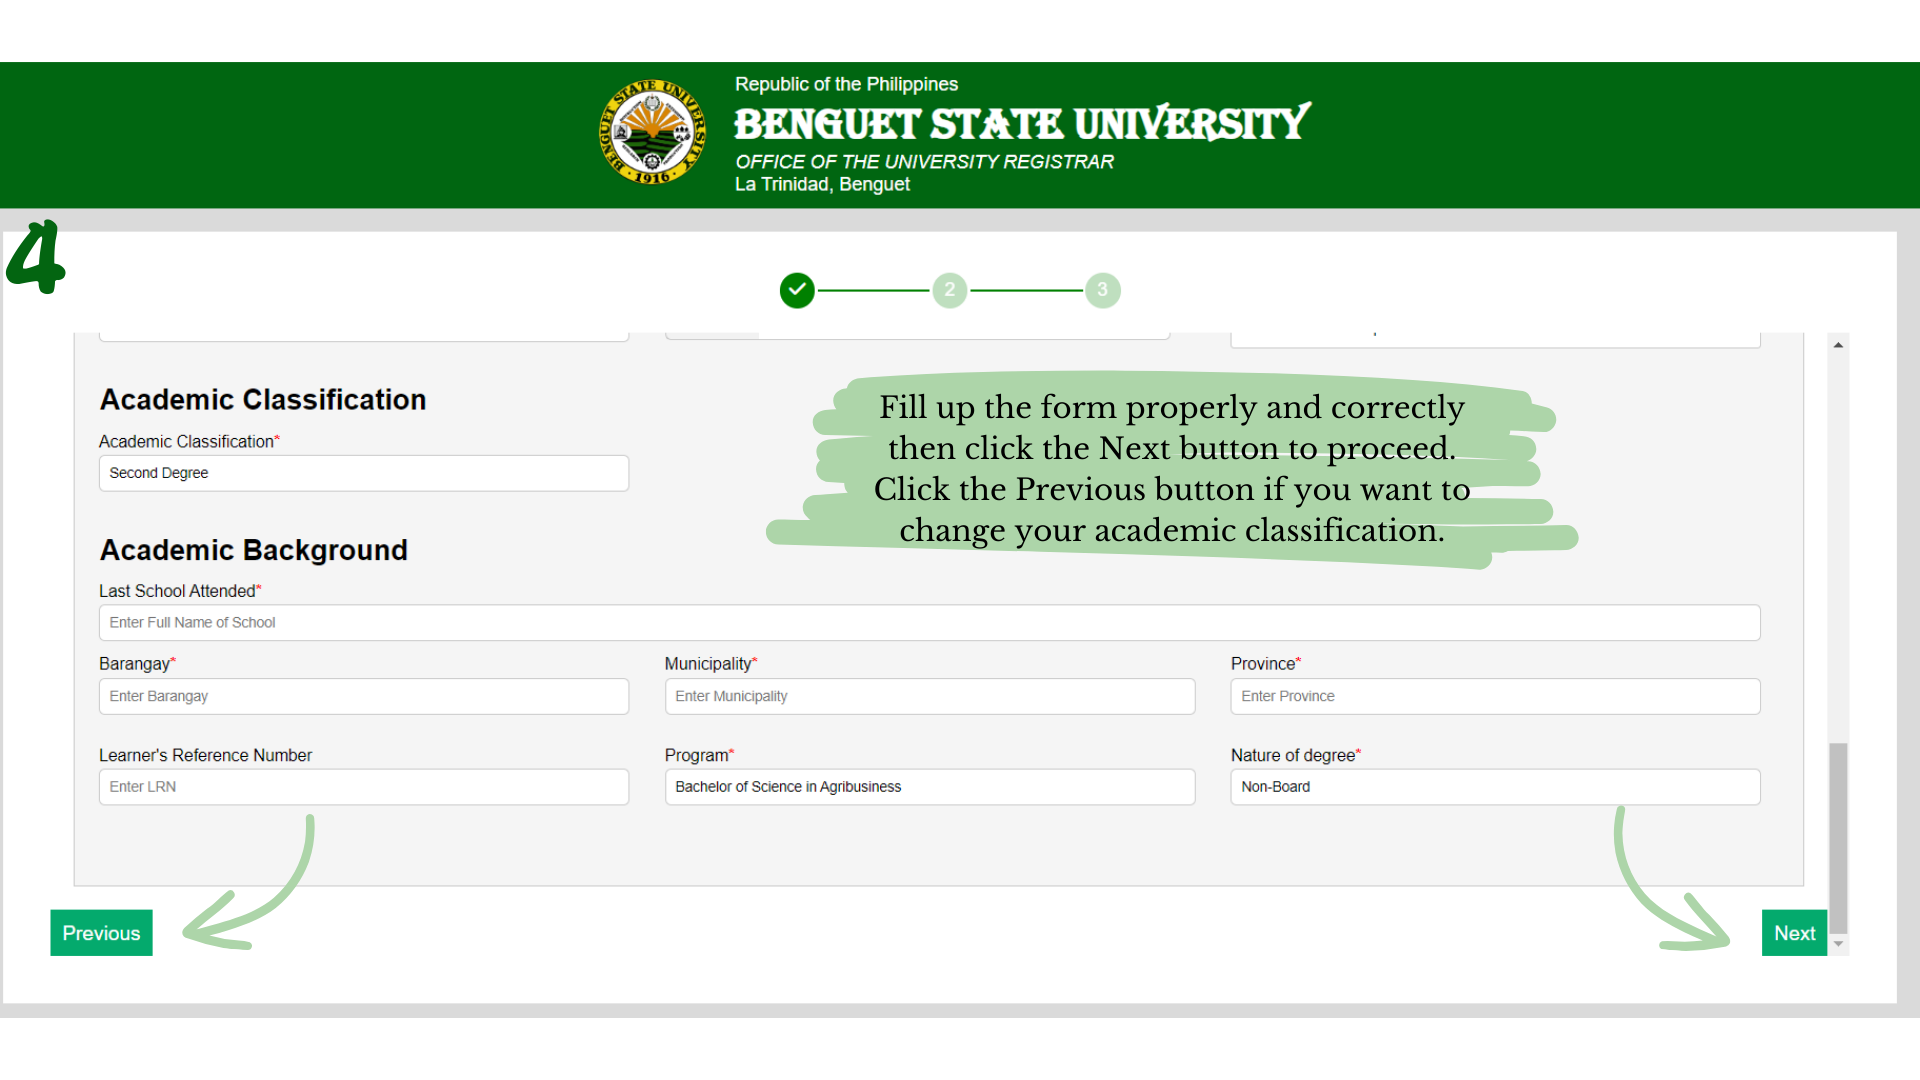 BENGUET STATE UNIVERSITY
· 1916 ·
Republic of the Philippines
BENGUET STATE UNIVERSITY
OFFICE OF THE UNIVERSITY REGISTRAR
La Trinidad, Benguet
4
2
3
Academic Classification
Academic Classification*
Second Degree
Fill up the form properly and correctly
then click the Next button to proceed.
Click the Previous button if you want to
change your academic classification.
Academic Background
Last School Attended*
Enter Full Name of School
Barangay*
Enter Barangay
Municipality*
Enter Municipality
Province*
Enter Province
Learner's Reference Number
Enter LRN
Program*
Bachelor of Science in Agribusiness
Nature of degree*
Non-Board
Previous
Next